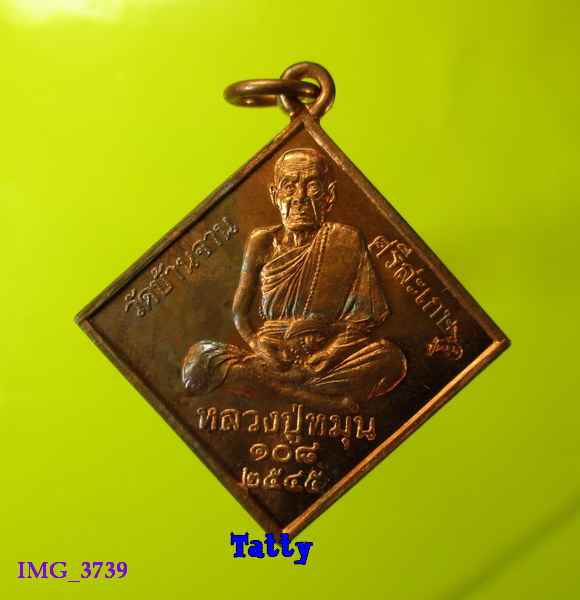 วัดบ้านจาน
ศรีสะเกษ
หลวงปู่หมุน
๑๐๘
๒๕๔๕
Tatty
IMG_3739